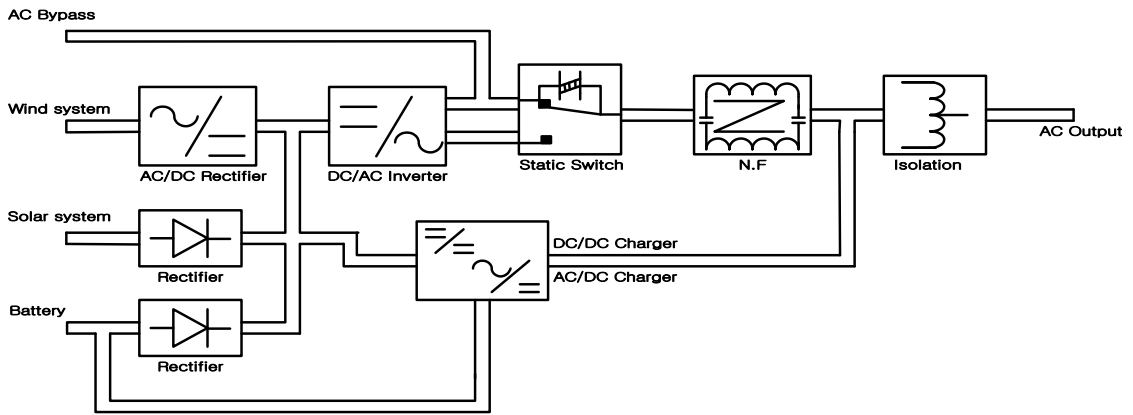 AC Bypass
Wind system
AC/DC Rectifier
DC/AC Inverter
Static Switch
N.F
Isolation
AC Output
Solar system
Rectifier
DC/DC Charger
AC/DC Charger
Battery
Rectifier